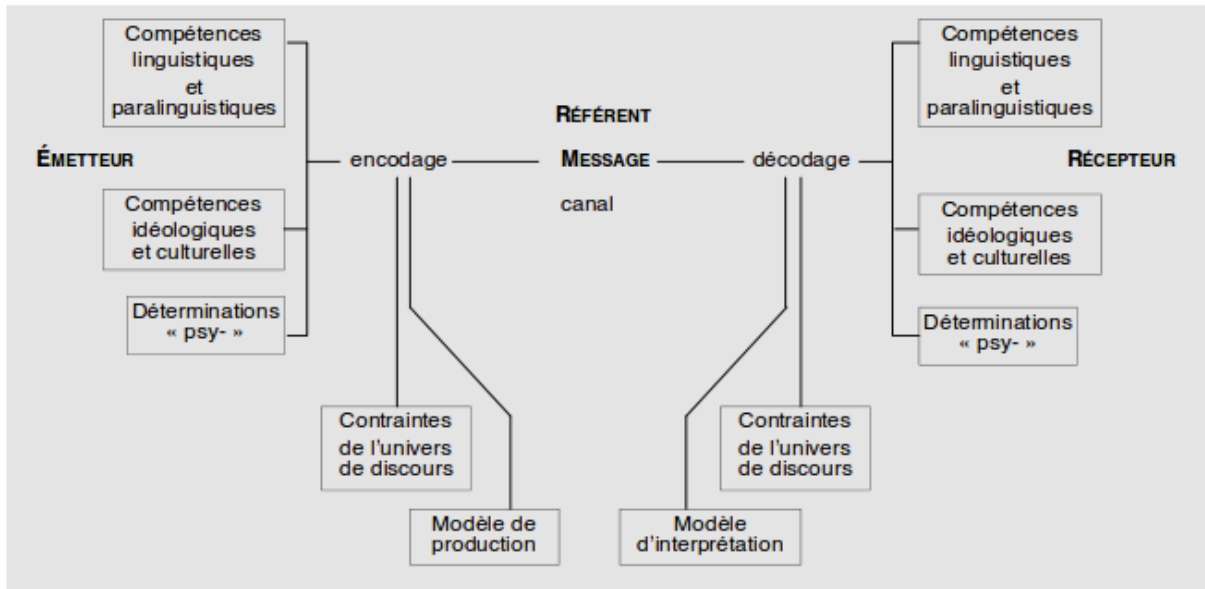 Compétences
linguistiques
et
paralinguistiques
Compétences
linguistiques
et
paralinguistiques
RÉFÉRENT
ÉMETTEUR
encodage
MESSAGE
décodage
RÉCEPTEUR
canal
Compétences
idéologiques
et culturelles
Compétences
idéologiques
et culturelles
Déterminations
« psy- »
Déterminations
« psy- »
Contraintes
de l'univers
de discours
Contraintes
de l'univers
de discours
Modèle de
production
Modèle
d'interprétation